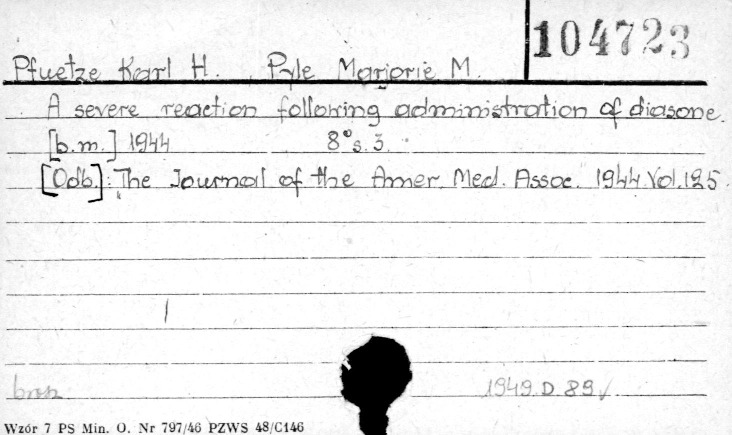 104723
Pfuetze Karl H. Pyle Marjorie M.
A severe reaction following administration of diasone.
[b.m.] 1944 8° s. 3.
[Odb.]: The Journal of the Amer. Med. Assoc. 1944. Vol. 125.
1949 D 89
Wzór 7 PS Min. O. Nr 797/46 PZWS 48/C146